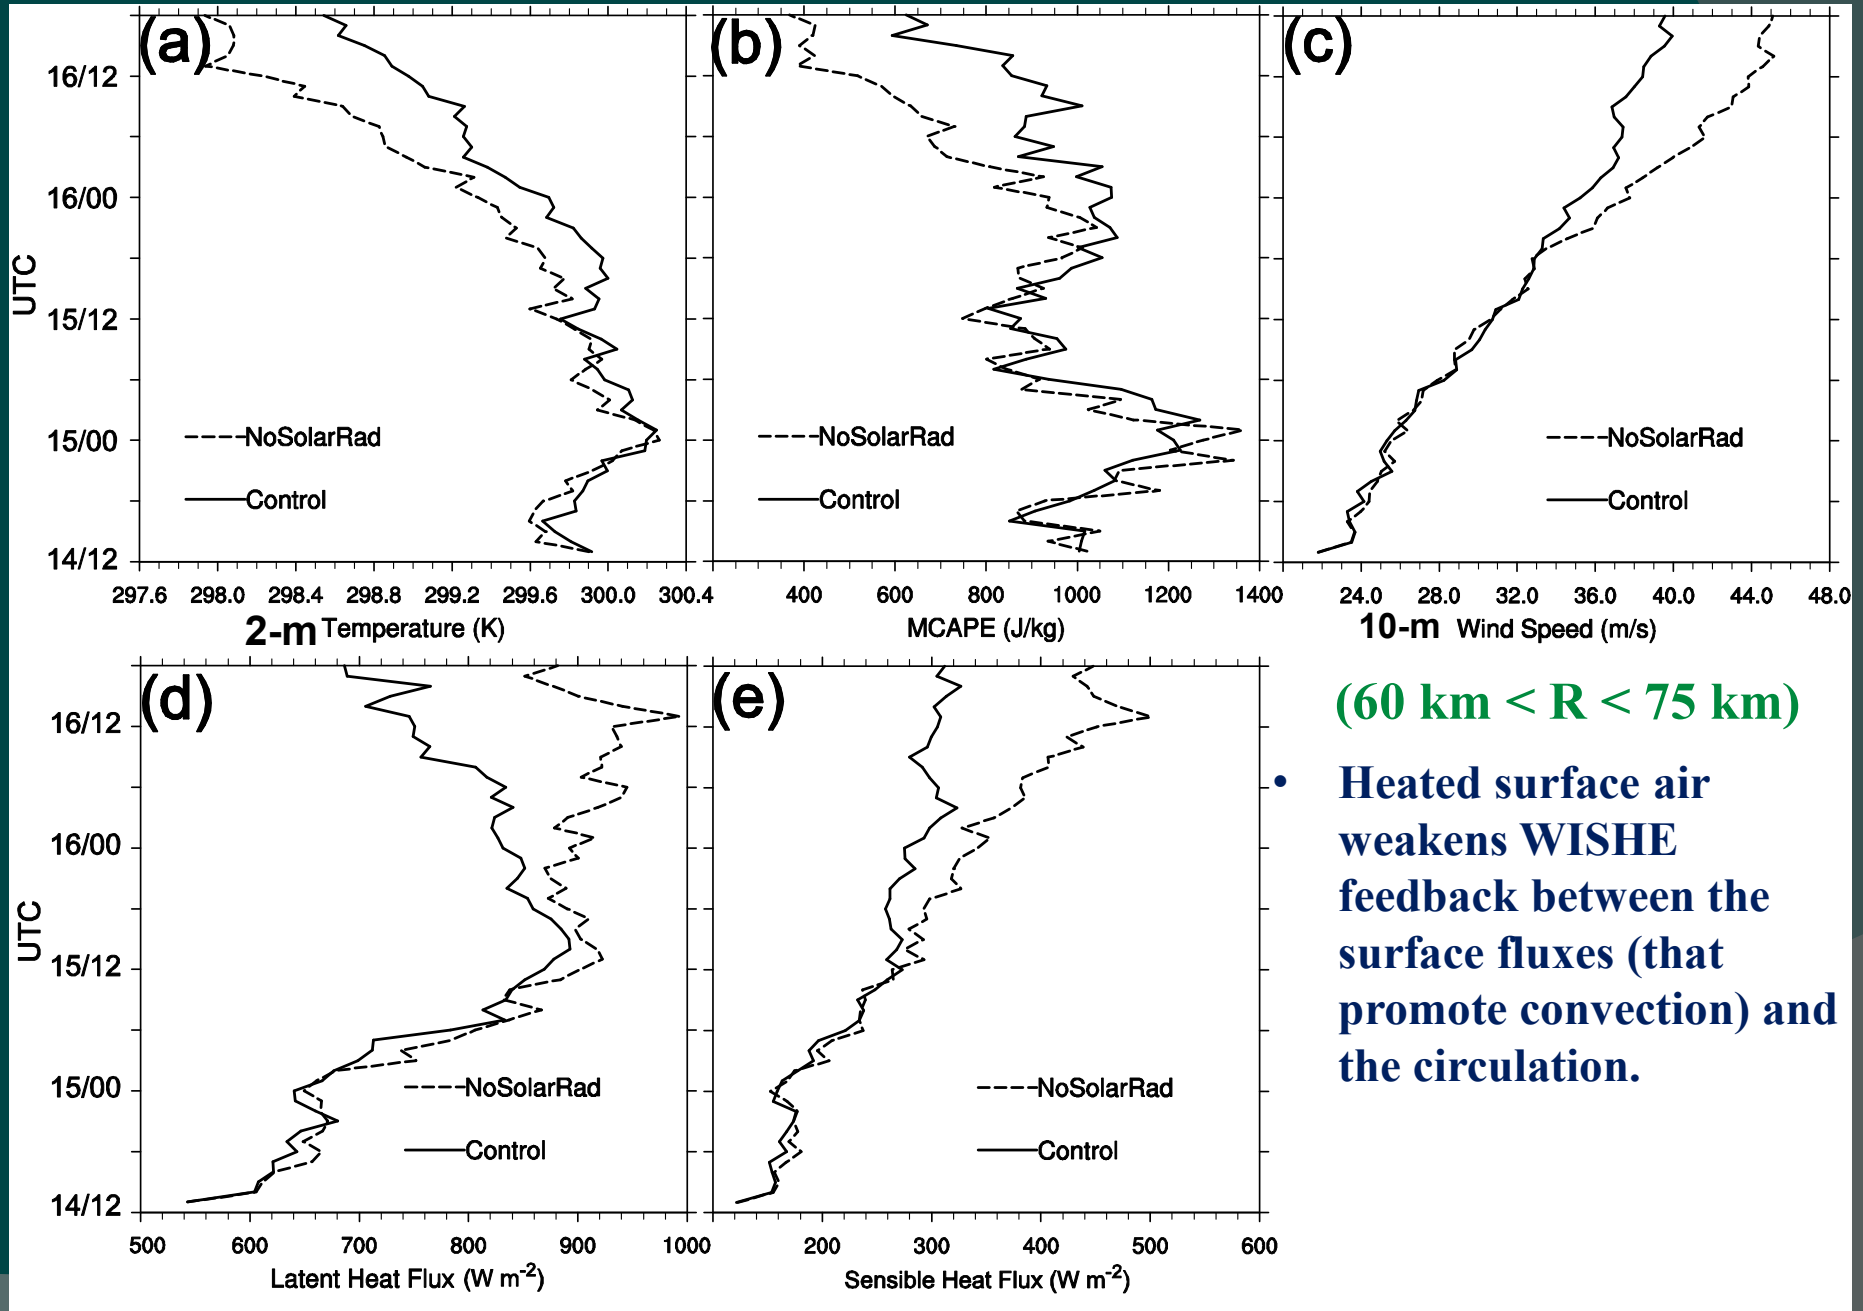 (a)
16/12
16/00
15/12
15/00
14/12
UTC
NoSolarRad
Control
297.6 298.0 298.4 298.8 299.2 299.6 300.0 300.4
2-m Temperature (K)
(b)
NoSolarRad
Control
400 600 800 1000 1200 1400
MCAPE (J/kg)
(c)
NoSolarRad
Control
24.0 28.0 32.0 36.0 40.0 44.0 48.0
10-m Wind Speed (m/s)
(d)
16/12
16/00
15/12
15/00
14/12
UTC
NoSolarRad
Control
500 600 700 800 900 1000
Latent Heat Flux (W m-2)
(e)
NoSolarRad
Control
200 300 400 500 600
Sensible Heat Flux (W m-2)
(60 km < R < 75 km)
• Heated surface air
weakens WISHE
feedback between the
surface fluxes (that
promote convection) and
the circulation.